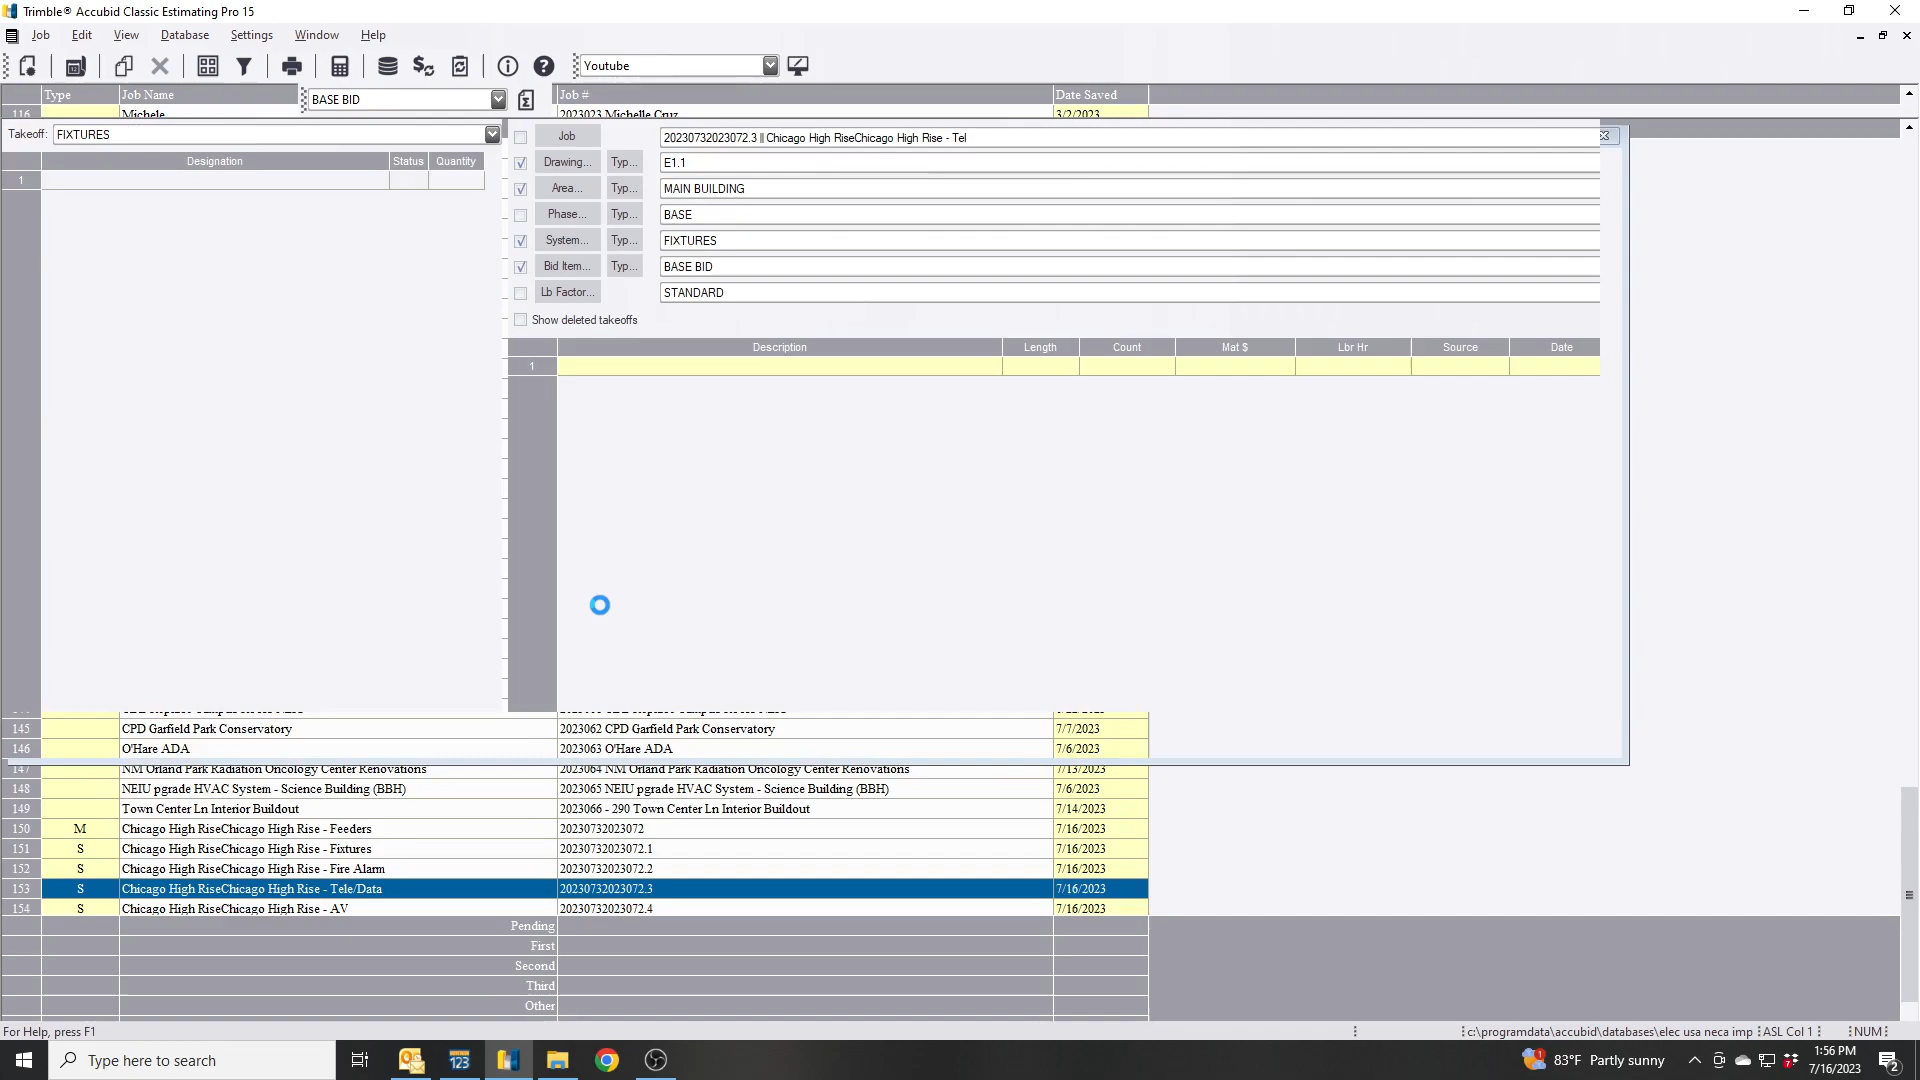 Trimble® Accubid Classic Estimating Pro 15
Job Edit View Database Settings Window Help
Youtube
Type Job Name BASE BID Job # Date Saved
116 Michele 2023023 Michelle Cruz 3/2/2023
Takeoff: FIXTURES
Designation Status Quantity
1
Job 20230732023072.3 || Chicago High RiseChicago High Rise - Tel
Drawing... Typ... E1.1
Area... Typ... MAIN BUILDING
Phase... Typ... BASE
System... Typ... FIXTURES
Bid Item... Typ... BASE BID
Lb Factor... STANDARD
Show deleted takeoffs
Description Length Count Mat $ Lbr Hr Source Date
1
145 CPD Garfield Park Conservatory 2023062 CPD Garfield Park Conservatory 7/7/2023
146 O'Hare ADA 2023063 O'Hare ADA 7/6/2023
147 NM Orland Park Radiation Oncology Center Renovations 2023064 NM Orland Park Radiation Oncology Center Renovations 7/13/2023
148 NEIU pgrade HVAC System - Science Building (BBH) 2023065 NEIU pgrade HVAC System - Science Building (BBH) 7/6/2023
149 Town Center Ln Interior Buildout 2023066 - 290 Town Center Ln Interior Buildout 7/14/2023
150 M Chicago High RiseChicago High Rise - Feeders 20230732023072 7/16/2023
151 S Chicago High RiseChicago High Rise - Fixtures 20230732023072.1 7/16/2023
152 S Chicago High RiseChicago High Rise - Fire Alarm 20230732023072.2 7/16/2023
153 S Chicago High RiseChicago High Rise - Tele/Data 20230732023072.3 7/16/2023
154 S Chicago High RiseChicago High Rise - AV 20230732023072.4 7/16/2023
Pending
First
Second
Third
Other
For Help, press F1 c:\programdata\accubid\databases\elec usa neca imp ASL Col 1 NUM
Type here to search 123 1 83°F Partly sunny 7 1:56 PM
7/16/2023 2